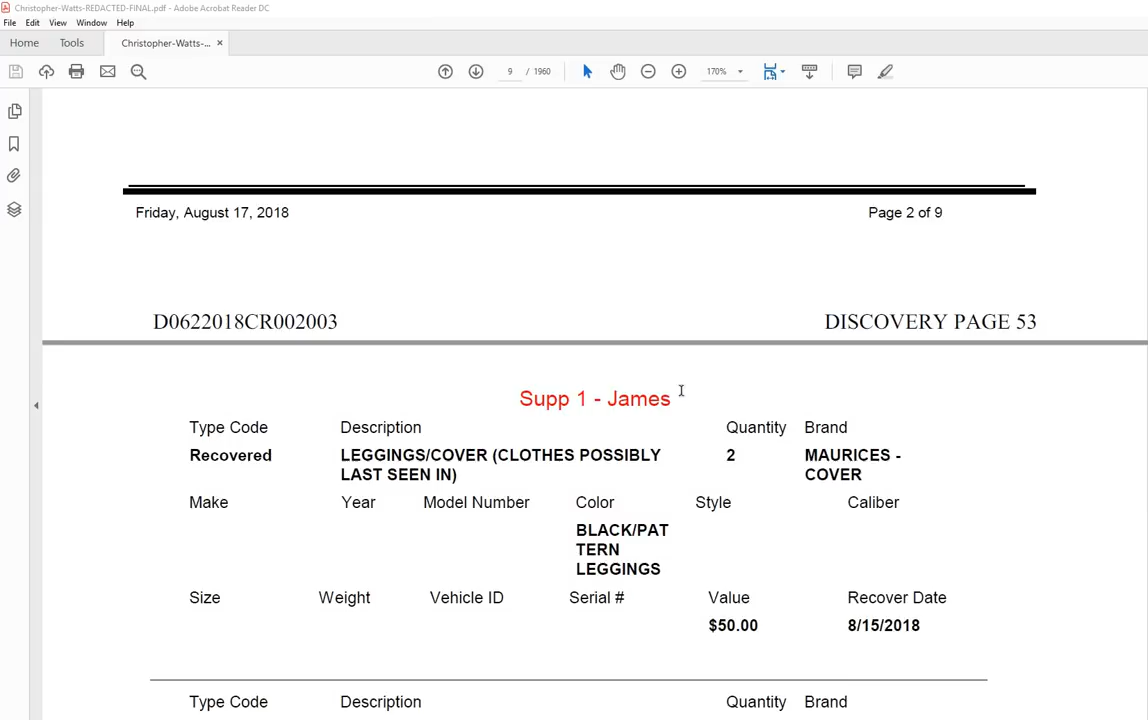 Christopher-Watts-REDACTED-FINAL.pdf - Adobe Acrobat Reader DC
File Edit View Window Help
Home Tools Christopher-Watts-... ×
9 / 1960 170%
Friday, August 17, 2018 Page 2 of 9
D0622018CR002003 DISCOVERY PAGE 53
Supp 1 - James
Type Code Description Quantity Brand
Recovered LEGGINGS/COVER (CLOTHES POSSIBLY 2 MAURICES -
LAST SEEN IN) COVER
Make Year Model Number Color Style Caliber
BLACK/PAT
TERN
LEGGINGS
Size Weight Vehicle ID Serial # Value Recover Date
$50.00 8/15/2018
Type Code Description Quantity Brand